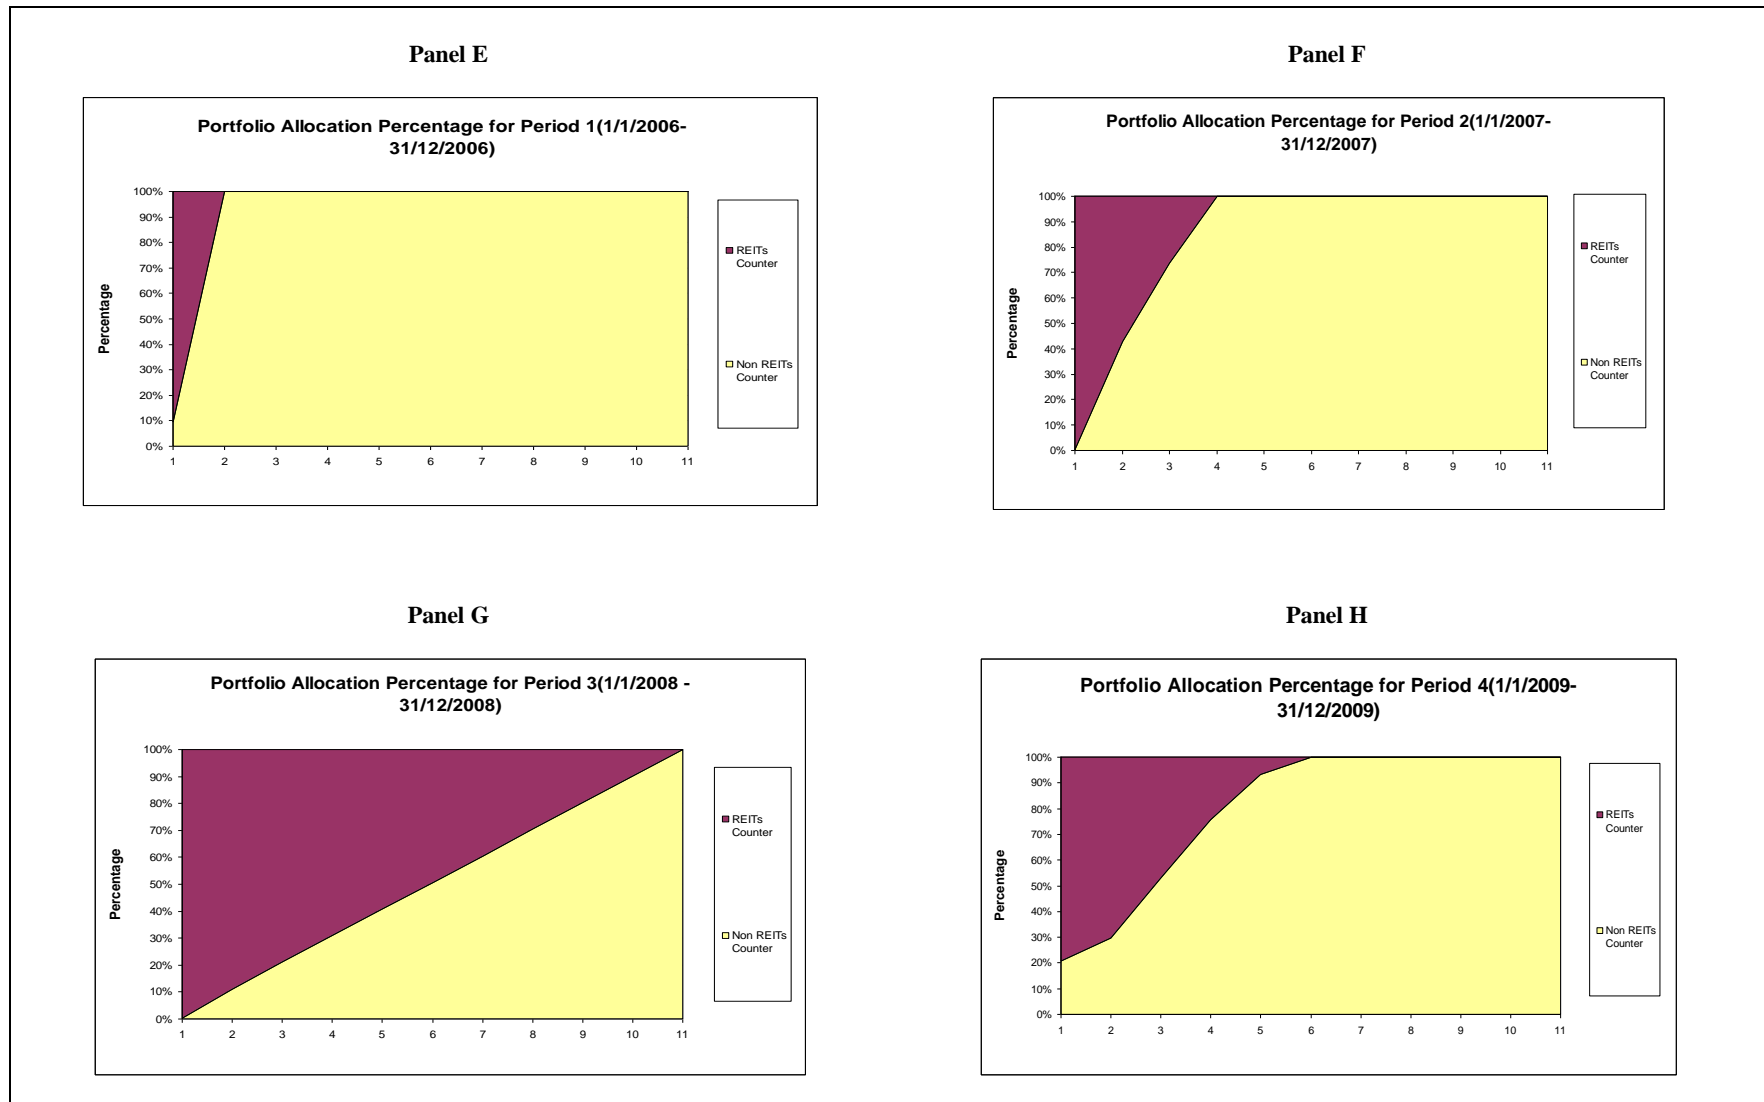 Panel E
Portfolio Allocation Percentage for Period 1(1/1/2006-
31/12/2006)
100%
90%
80%
70%
60%
50%
40%
30%
20%
10%
0%
Percentage
1 2 3 4 5 6 7 8 9 10 11
REITs
Counter
Non REITs
Counter
Panel F
Portfolio Allocation Percentage for Period 2(1/1/2007-
31/12/2007)
100%
90%
80%
70%
60%
50%
40%
30%
20%
10%
0%
Percentage
1 2 3 4 5 6 7 8 9 10 11
REITs
Counter
Non REITs
Counter
Panel G
Portfolio Allocation Percentage for Period 3(1/1/2008 -
31/12/2008)
100%
90%
80%
70%
60%
50%
40%
30%
20%
10%
0%
Percentage
1 2 3 4 5 6 7 8 9 10 11
REITs
Counter
Non REITs
Counter
Panel H
Portfolio Allocation Percentage for Period 4(1/1/2009-
31/12/2009)
100%
90%
80%
70%
60%
50%
40%
30%
20%
10%
0%
Percentage
1 2 3 4 5 6 7 8 9 10 11
REITs
Counter
Non REITs
Counter